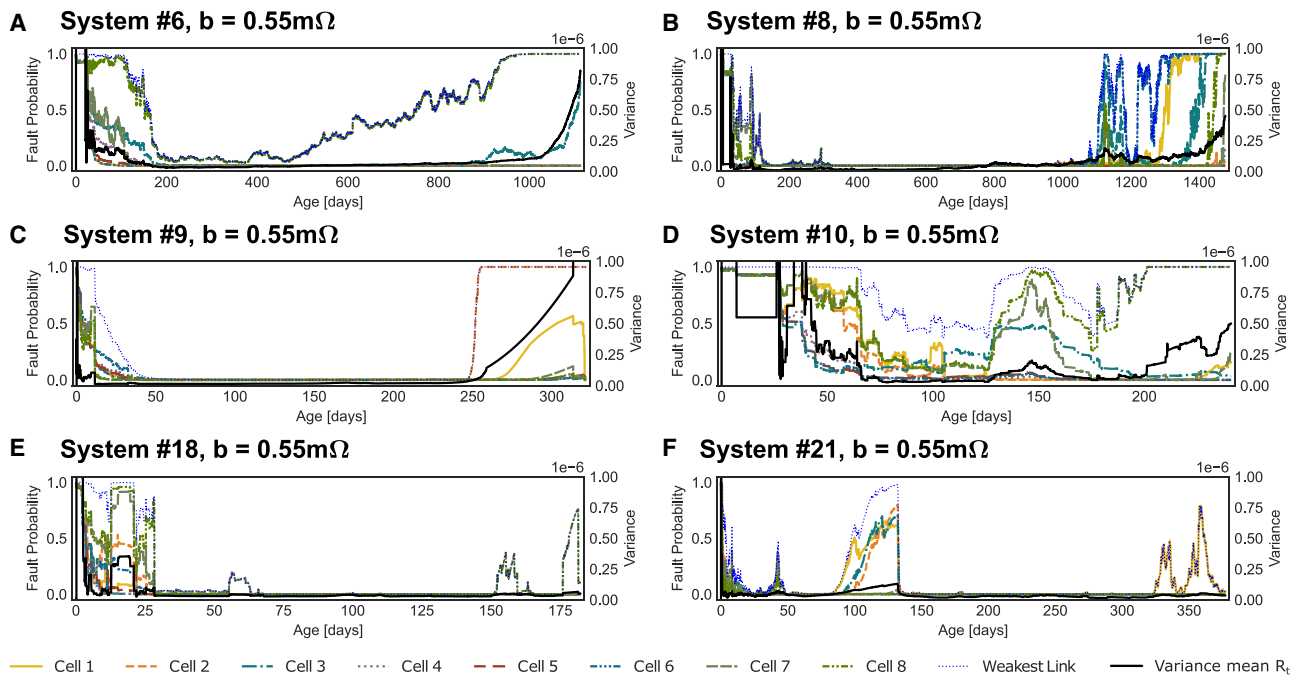 A System #6, b = 0.55mΩ
1e−6
Fault Probability
1.0
0.5
0.0
1.00
0.75
0.50
0.25
0.00
Variance
0 200 400 600 800 1000
Age [days]
B System #8, b = 0.55mΩ
1e−6
Fault Probability
1.0
0.5
0.0
1.00
0.75
0.50
0.25
0.00
Variance
0 200 400 600 800 1000 1200 1400
Age [days]
C System #9, b = 0.55mΩ
1e−6
Fault Probability
1.0
0.5
0.0
1.00
0.75
0.50
0.25
0.00
Variance
0 50 100 150 200 250 300
Age [days]
D System #10, b = 0.55mΩ
1e−6
Fault Probability
1.0
0.5
0.0
1.00
0.75
0.50
0.25
0.00
Variance
0 50 100 150 200
Age [days]
E System #18, b = 0.55mΩ
1e−6
Fault Probability
1.0
0.5
0.0
1.00
0.75
0.50
0.25
0.00
Variance
0 25 50 75 100 125 150 175
Age [days]
F System #21, b = 0.55mΩ
1e−6
Fault Probability
1.0
0.5
0.0
1.00
0.75
0.50
0.25
0.00
Variance
0 50 100 150 200 250 300 350
Age [days]
Cell 1 Cell 2 Cell 3 Cell 4 Cell 5 Cell 6 Cell 7 Cell 8 Weakest Link Variance mean Rt